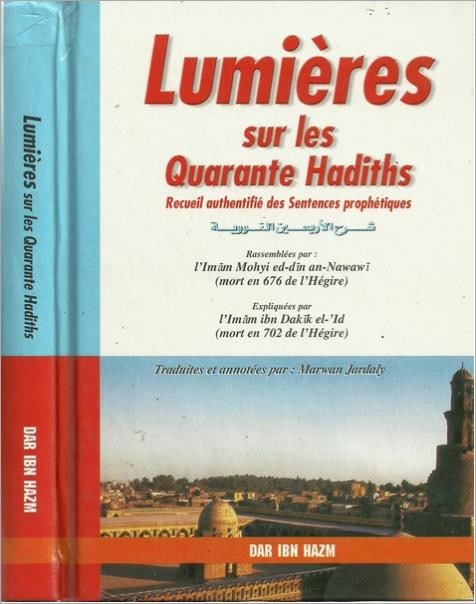 Lumières
sur les
Quarante Hadiths
Recueil authentifié des Sentences prophétiques
شرح الأربعين النووية
Rassemblées par :
l'Imām Mohyi ed-dīn an-Nawawī
(mort en 676 de l'Hégire)
Expliquées par
l'Imām ibn Dakīk el-'Id
(mort en 702 de l'Hégire)
Traduites et annotées par : Marwan Jardaly
DAR IBN HAZM
Lumières sur les Quarante Hadiths
DAR IBN HAZM